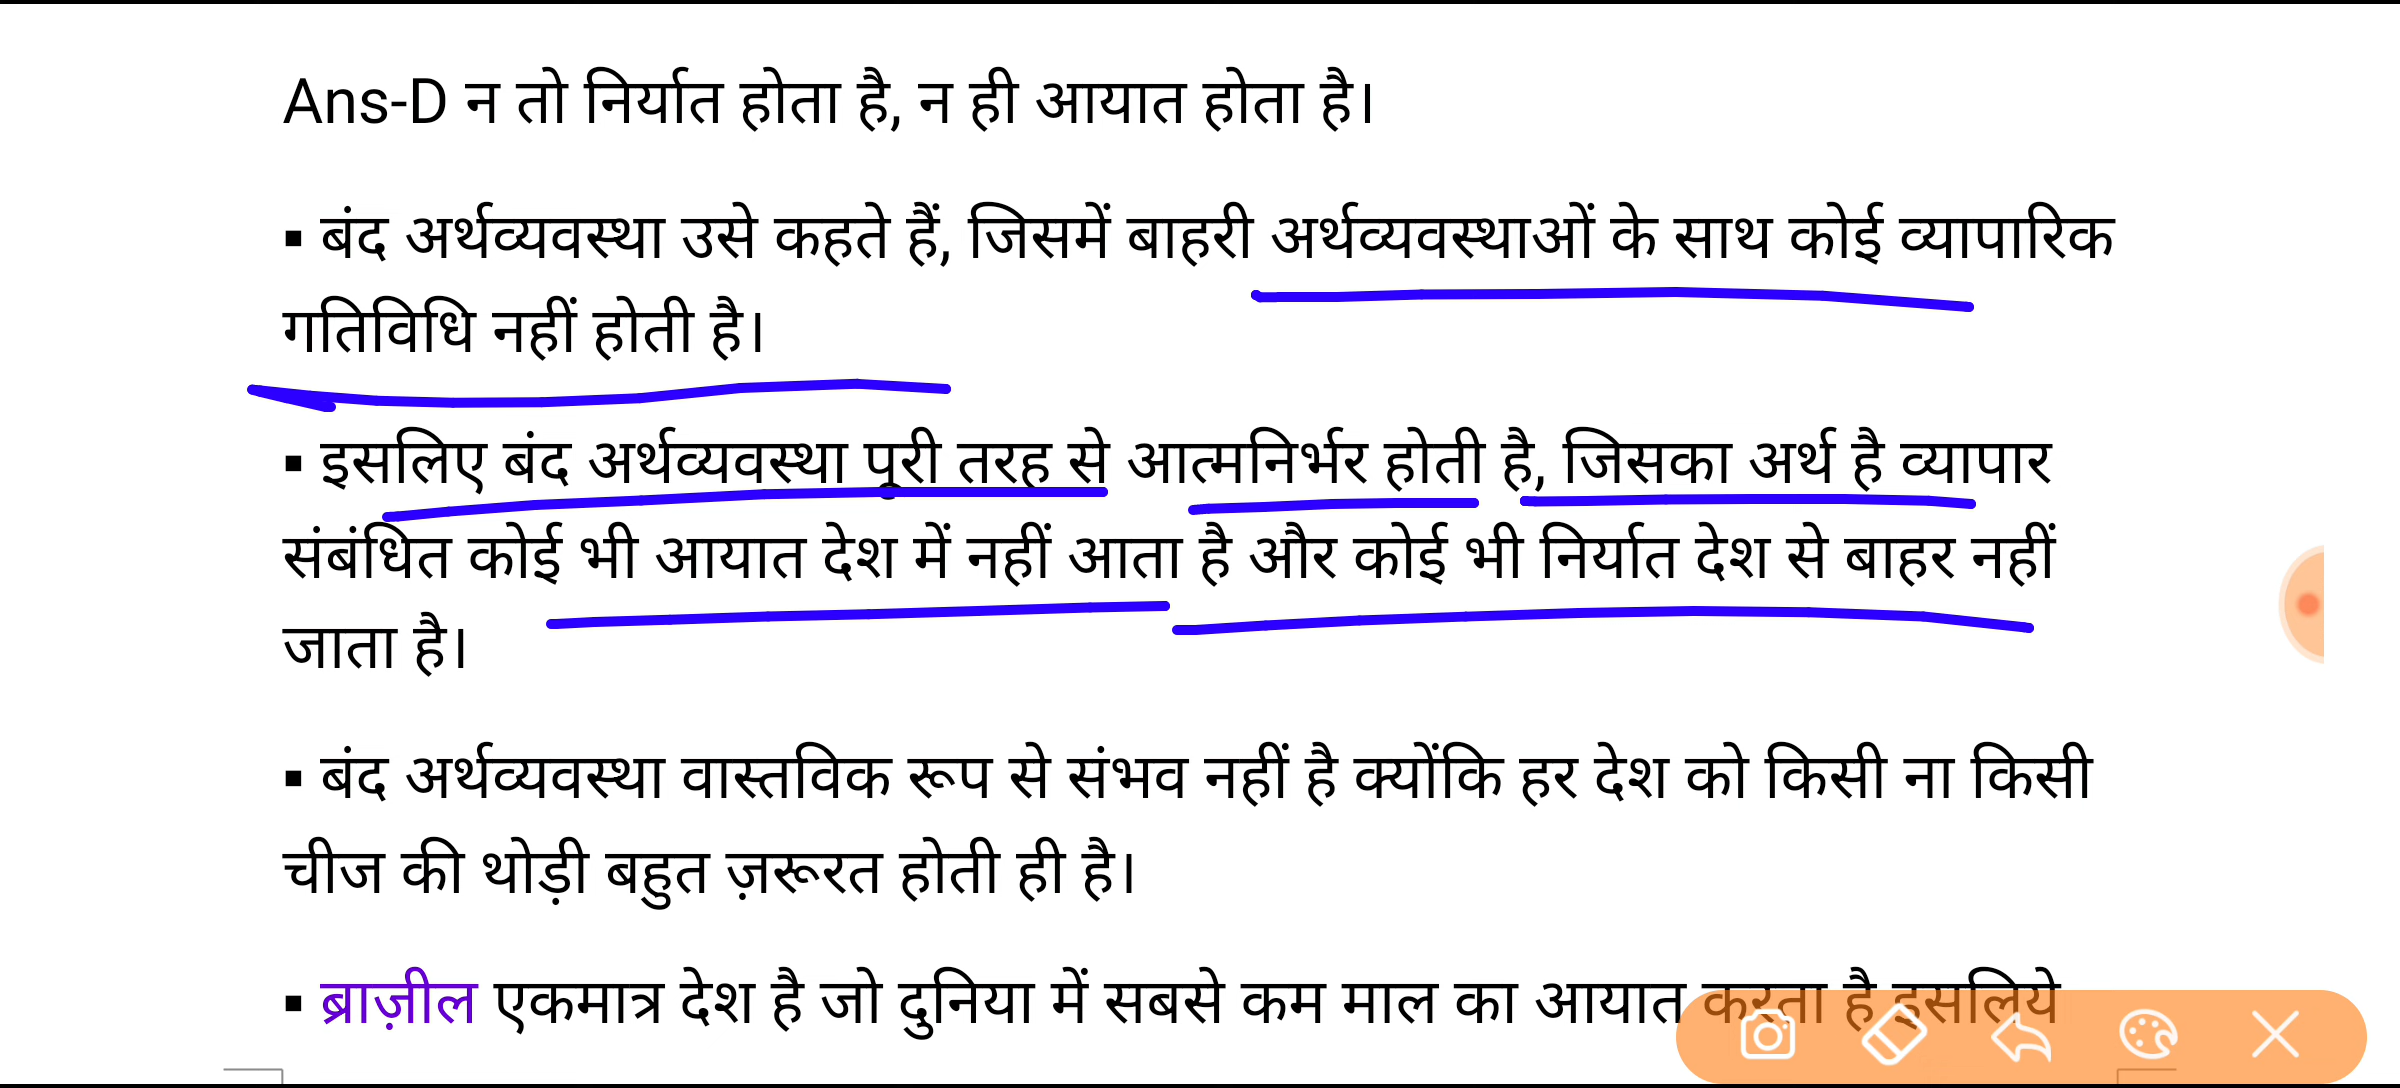 Ans-D न तो निर्यात होता है, न ही आयात होता है।
▪ बंद अर्थव्यवस्था उसे कहते हैं, जिसमें बाहरी अर्थव्यवस्थाओं के साथ कोई व्यापारिक
गतिविधि नहीं होती है।
▪ इसलिए बंद अर्थव्यवस्था पूरी तरह से आत्मनिर्भर होती है, जिसका अर्थ है व्यापार
संबंधित कोई भी आयात देश में नहीं आता है और कोई भी निर्यात देश से बाहर नहीं
जाता है।
▪ बंद अर्थव्यवस्था वास्तविक रूप से संभव नहीं है क्योंकि हर देश को किसी ना किसी
चीज की थोड़ी बहुत ज़रूरत होती ही है।
▪ ब्राज़ील एकमात्र देश है जो दुनिया में सबसे कम माल का आयात करता है इसलिये